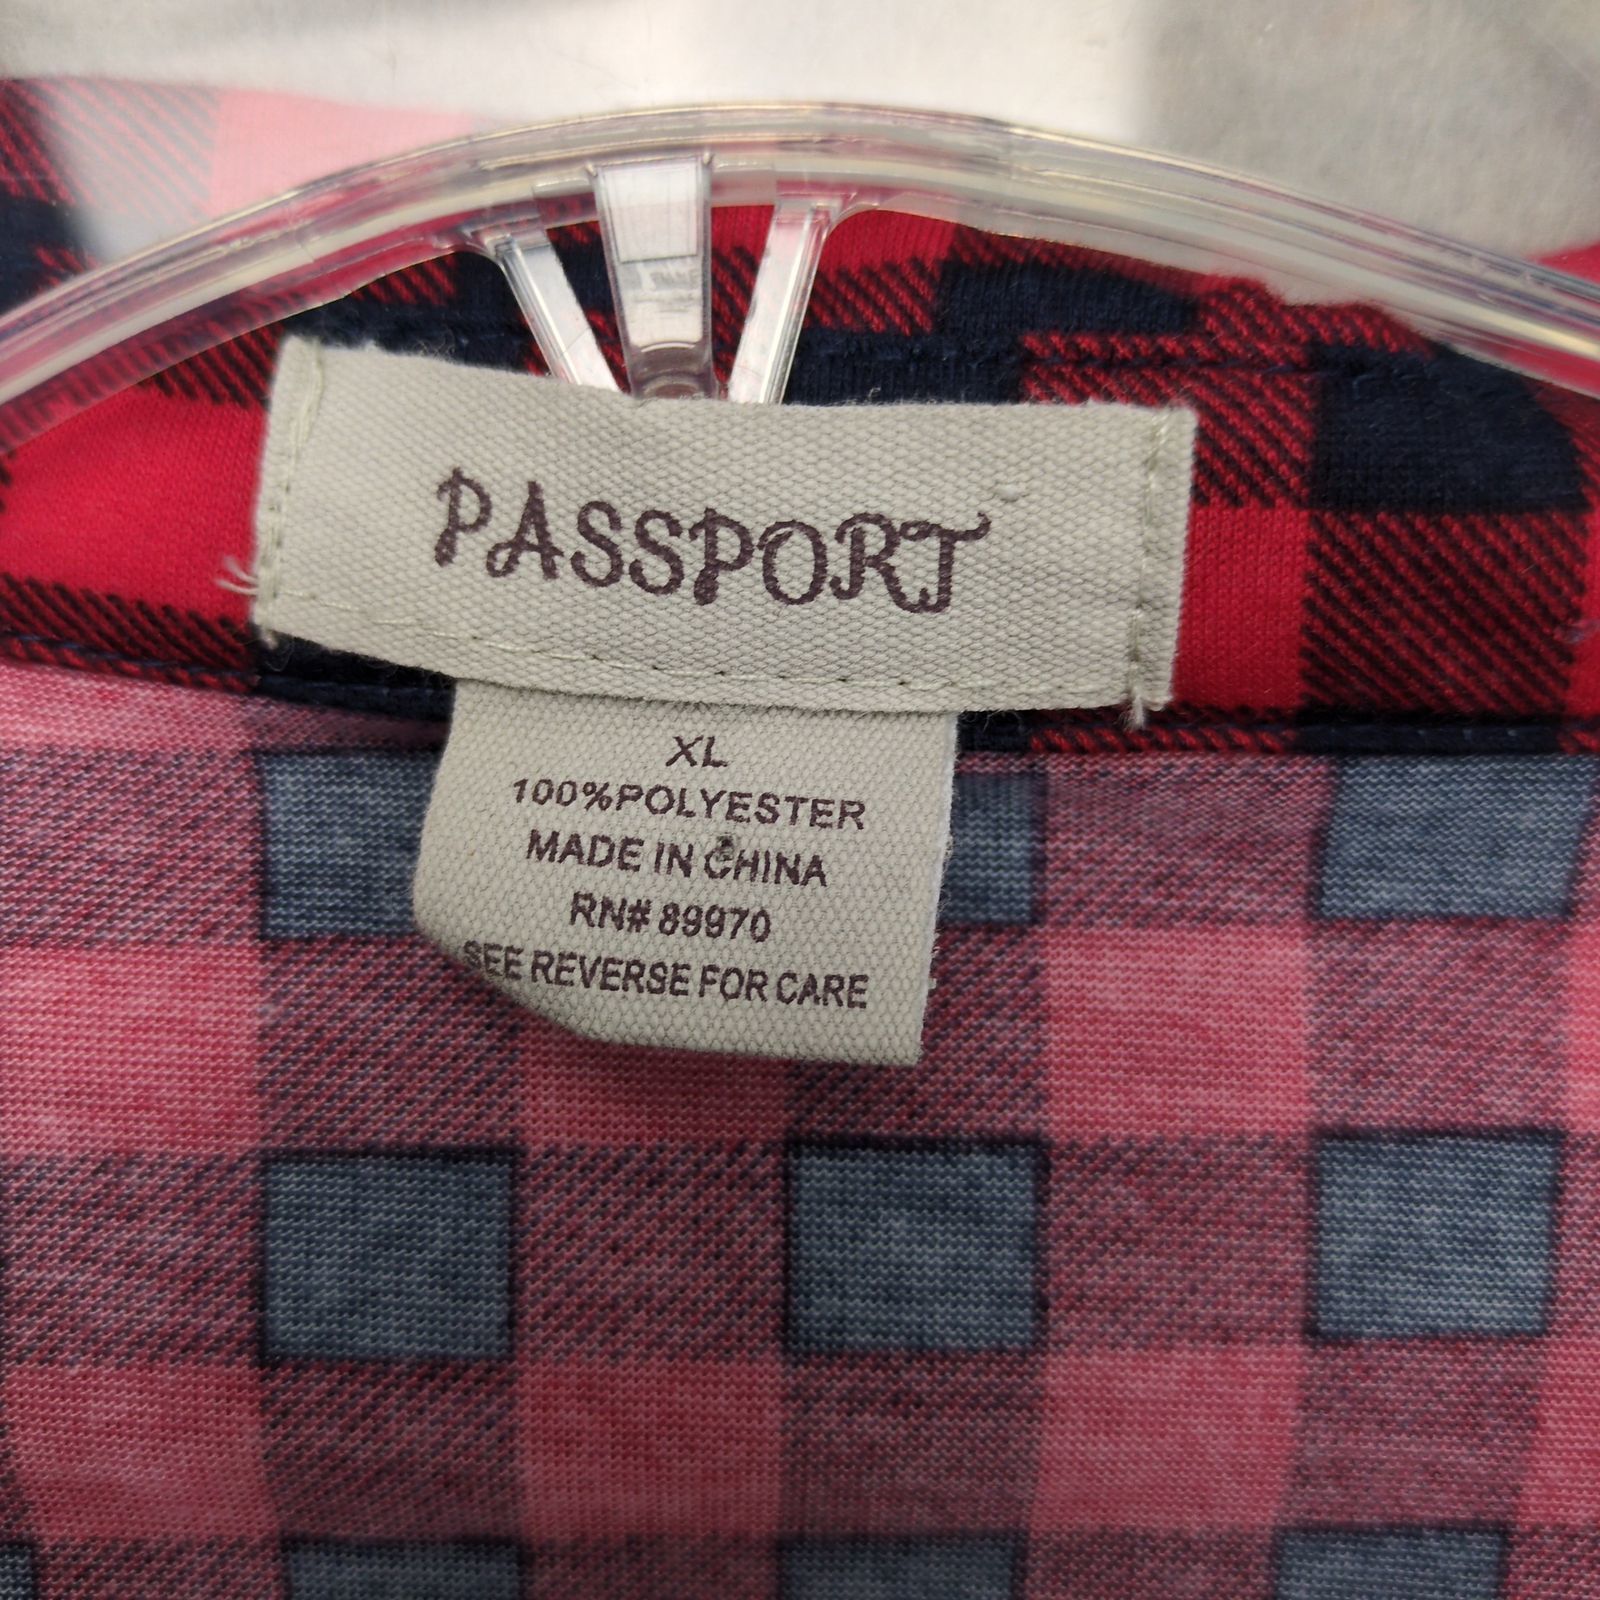 PASSPORT
XL
100%POLYESTER
MADE IN CHINA
RN# 89970
SEE REVERSE FOR CARE